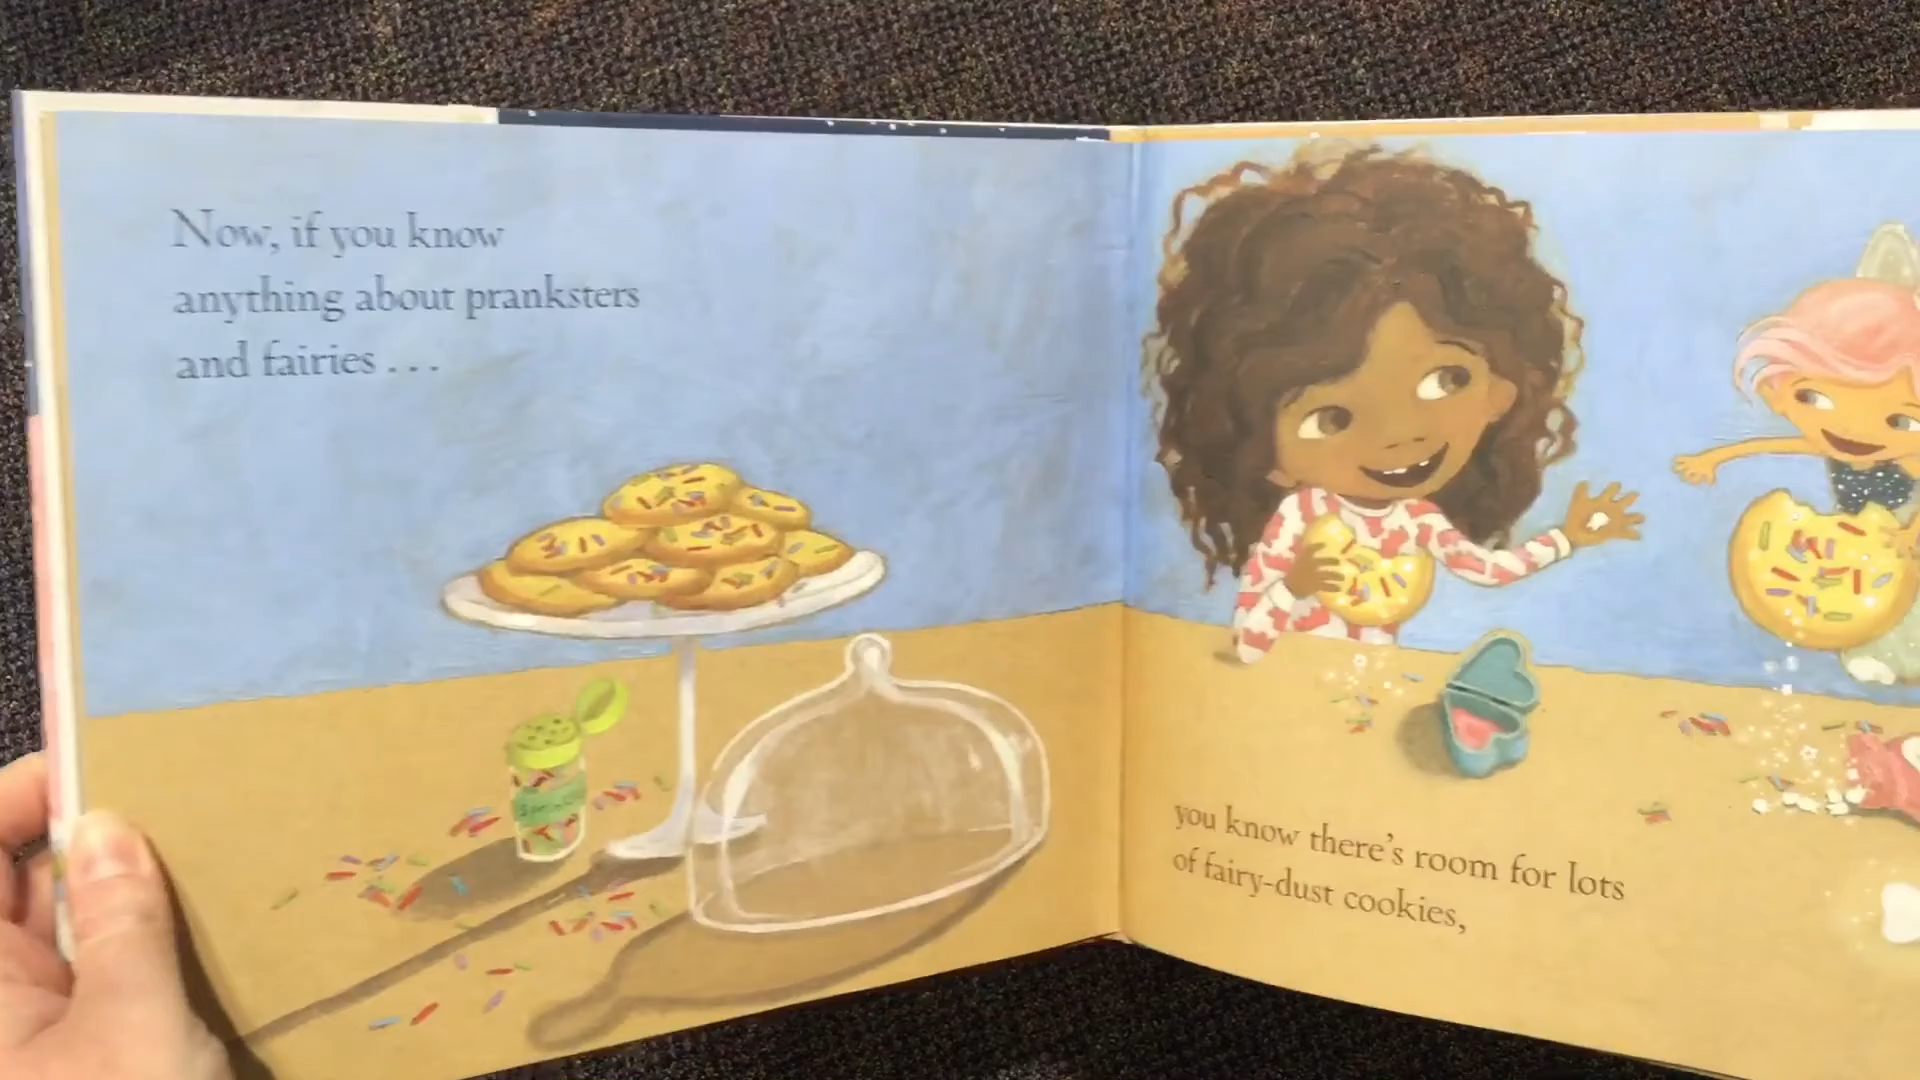 Now, if you know
anything about pranksters
and fairies . . .
you know there's room for lots
of fairy-dust cookies,